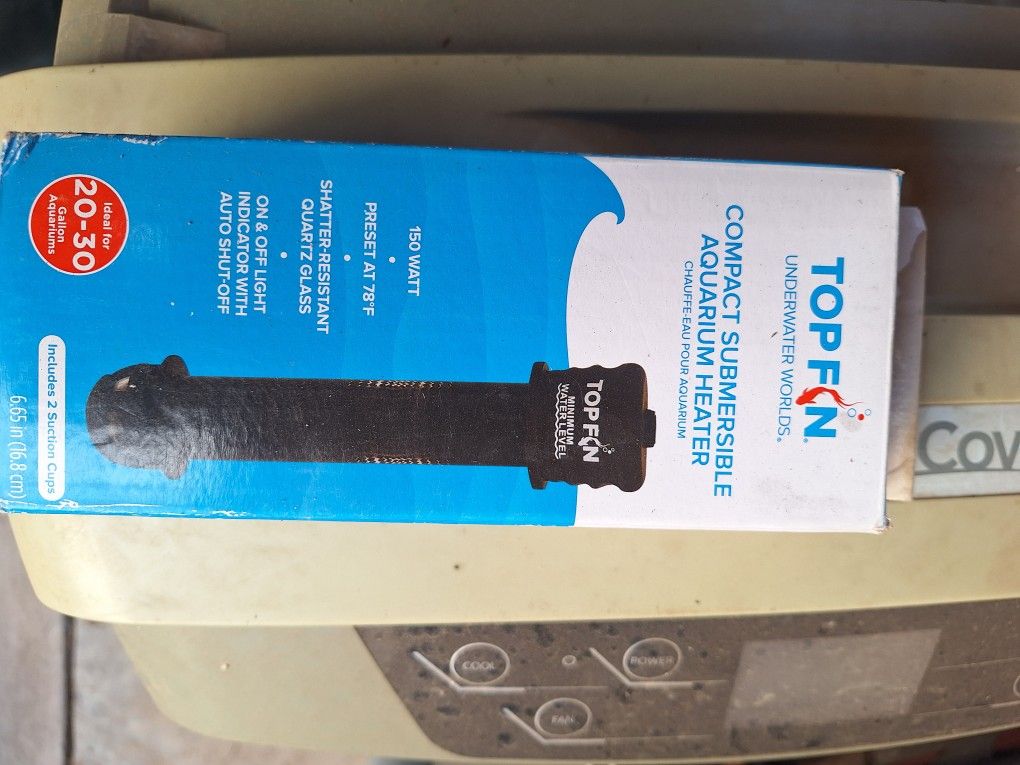 TOP FIN
UNDERWATER WORLDS®
COMPACT SUBMERSIBLE
AQUARIUM HEATER
CHAUFFE-EAU POUR AQUARIUM
150 WATT
•
PRESET AT 78°F
•
SHATTER-RESISTANT
QUARTZ GLASS
•
ON & OFF LIGHT
INDICATOR WITH
AUTO SHUT-OFF
Ideal for
20-30
Gallon
Aquariums
TOP FIN
MINIMUM
WATER LEVEL
Includes 2 Suction Cups
6.65 in (16.8 cm)
Cov
COOL
POWER
FAN